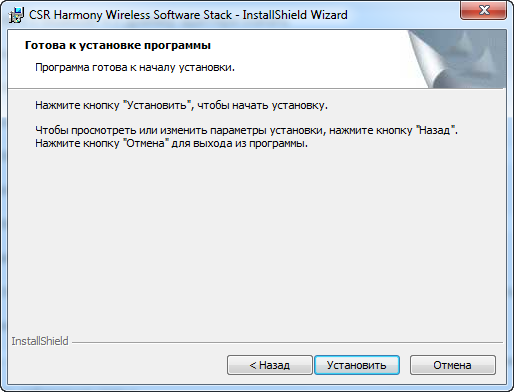 CSR Harmony Wireless Software Stack - InstallShield Wizard
Готова к установке программы
Программа готова к началу установки.
Нажмите кнопку "Установить", чтобы начать установку.
Чтобы просмотреть или изменить параметры установки, нажмите кнопку "Назад".
Нажмите кнопку "Отмена" для выхода из программы.
InstallShield
< Назад
Установить
Отмена